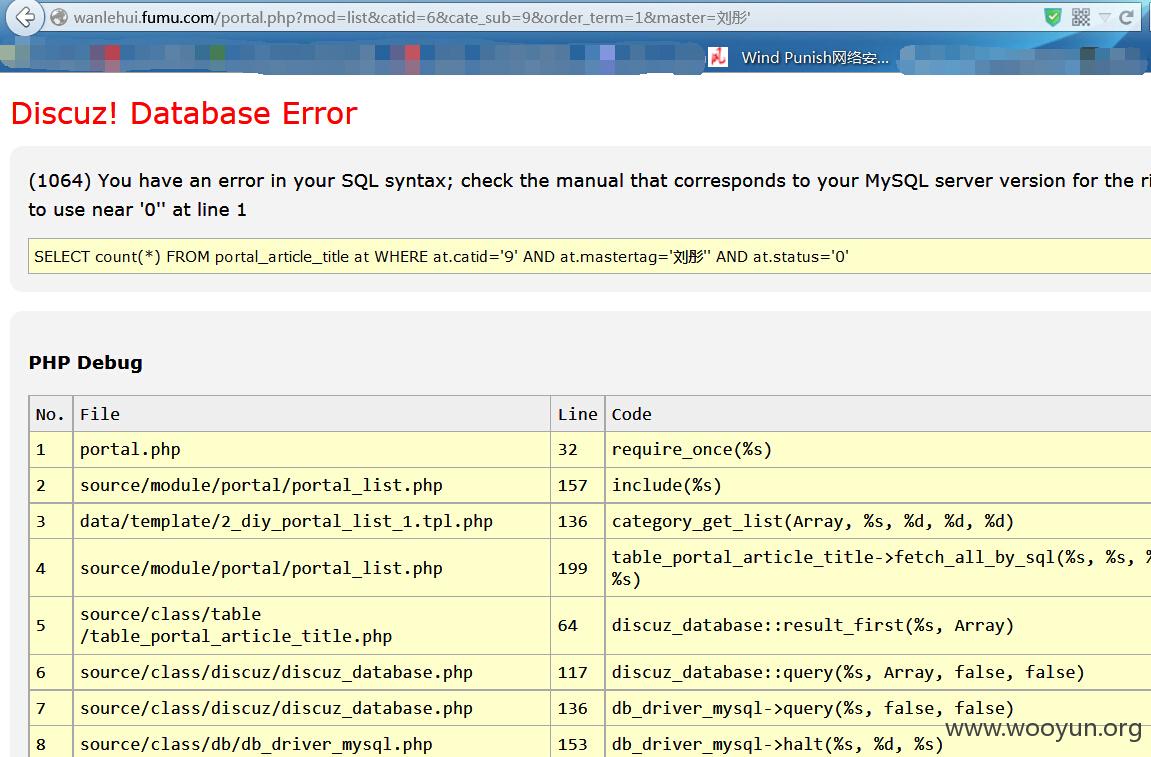 wanlehui.fumu.com/portal.php?mod=list&catid=6&cate_sub=9&order_term=1&master=刘彤'
Wind Punish网络安...
Discuz! Database Error
(1064) You have an error in your SQL syntax; check the manual that corresponds to your MySQL server version for the ri
to use near '0'' at line 1
SELECT count(*) FROM portal_article_title at WHERE at.catid='9' AND at.mastertag='刘彤'' AND at.status='0'
PHP Debug
No. File Line Code
1 portal.php 32 require_once(%s)
2 source/module/portal/portal_list.php 157 include(%s)
3 data/template/2_diy_portal_list_1.tpl.php 136 category_get_list(Array, %s, %d, %d, %d)
4 source/module/portal/portal_list.php 199 table_portal_article_title->fetch_all_by_sql(%s, %s, %
%s)
5 source/class/table
/table_portal_article_title.php 64 discuz_database::result_first(%s, Array)
6 source/class/discuz/discuz_database.php 117 discuz_database::query(%s, Array, false, false)
7 source/class/discuz/discuz_database.php 136 db_driver_mysql->query(%s, false, false)
8 source/class/db/db_driver_mysql.php 153 db_driver_mysql->halt(%s, %d, %s)
www.wooyun.org